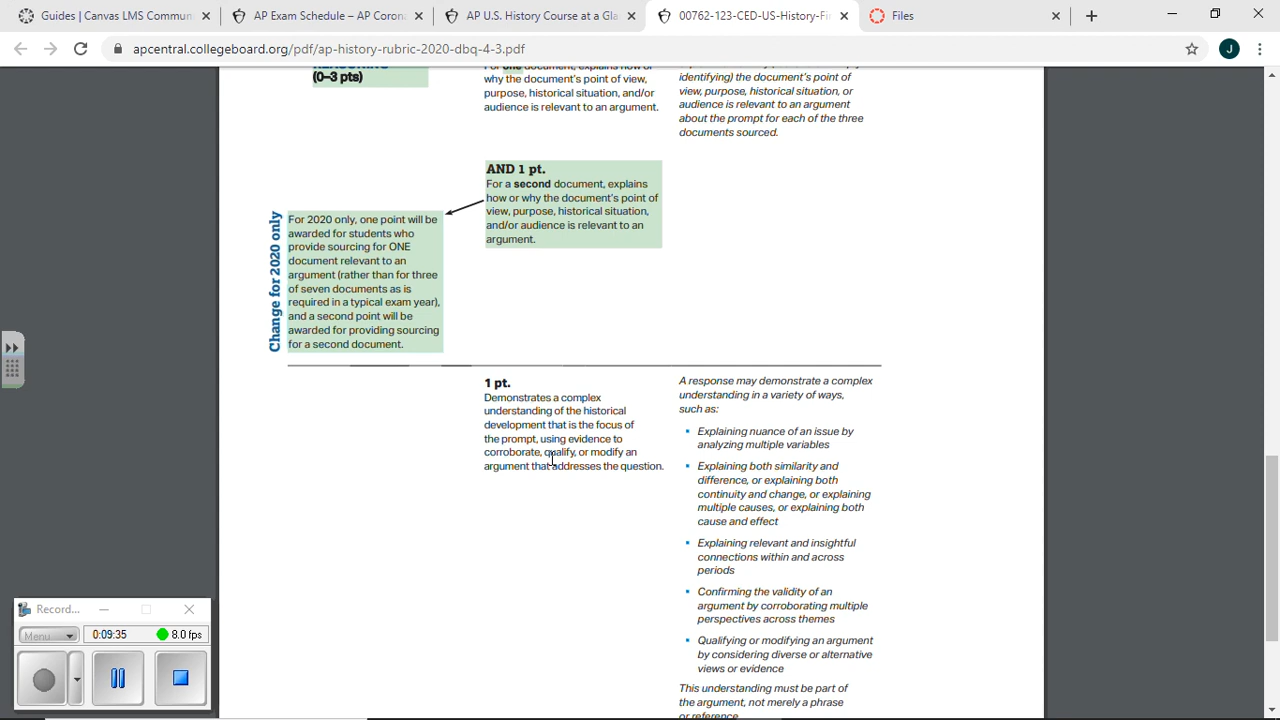 Guides | Canvas LMS Commun
AP Exam Schedule – AP Corona
AP U.S. History Course at a Gla
00762-123-CED-US-History-Fi
Files
apcentral.collegeboard.org/pdf/ap-history-rubric-2020-dbq-4-3.pdf
J
REASONING
(0–3 pts)
For one document, explains how or
why the document's point of view,
purpose, historical situation, and/or
audience is relevant to an argument.
identifying) the document's point of
view, purpose, historical situation, or
audience is relevant to an argument
about the prompt for each of the three
documents sourced.
AND 1 pt.
For a second document, explains
how or why the document's point of
view, purpose, historical situation,
and/or audience is relevant to an
argument.
Change for 2020 only
For 2020 only, one point will be
awarded for students who
provide sourcing for ONE
document relevant to an
argument (rather than for three
of seven documents as is
required in a typical exam year),
and a second point will be
awarded for providing sourcing
for a second document.
1 pt.
Demonstrates a complex
understanding of the historical
development that is the focus of
the prompt, using evidence to
corroborate, qualify, or modify an
argument that addresses the question.
A response may demonstrate a complex
understanding in a variety of ways,
such as:
▪ Explaining nuance of an issue by
analyzing multiple variables
▪ Explaining both similarity and
difference, or explaining both
continuity and change, or explaining
multiple causes, or explaining both
cause and effect
▪ Explaining relevant and insightful
connections within and across
periods
▪ Confirming the validity of an
argument by corroborating multiple
perspectives across themes
▪ Qualifying or modifying an argument
by considering diverse or alternative
views or evidence
This understanding must be part of
the argument, not merely a phrase
or reference.
Record...
Menu
0:09:35
8.0 fps